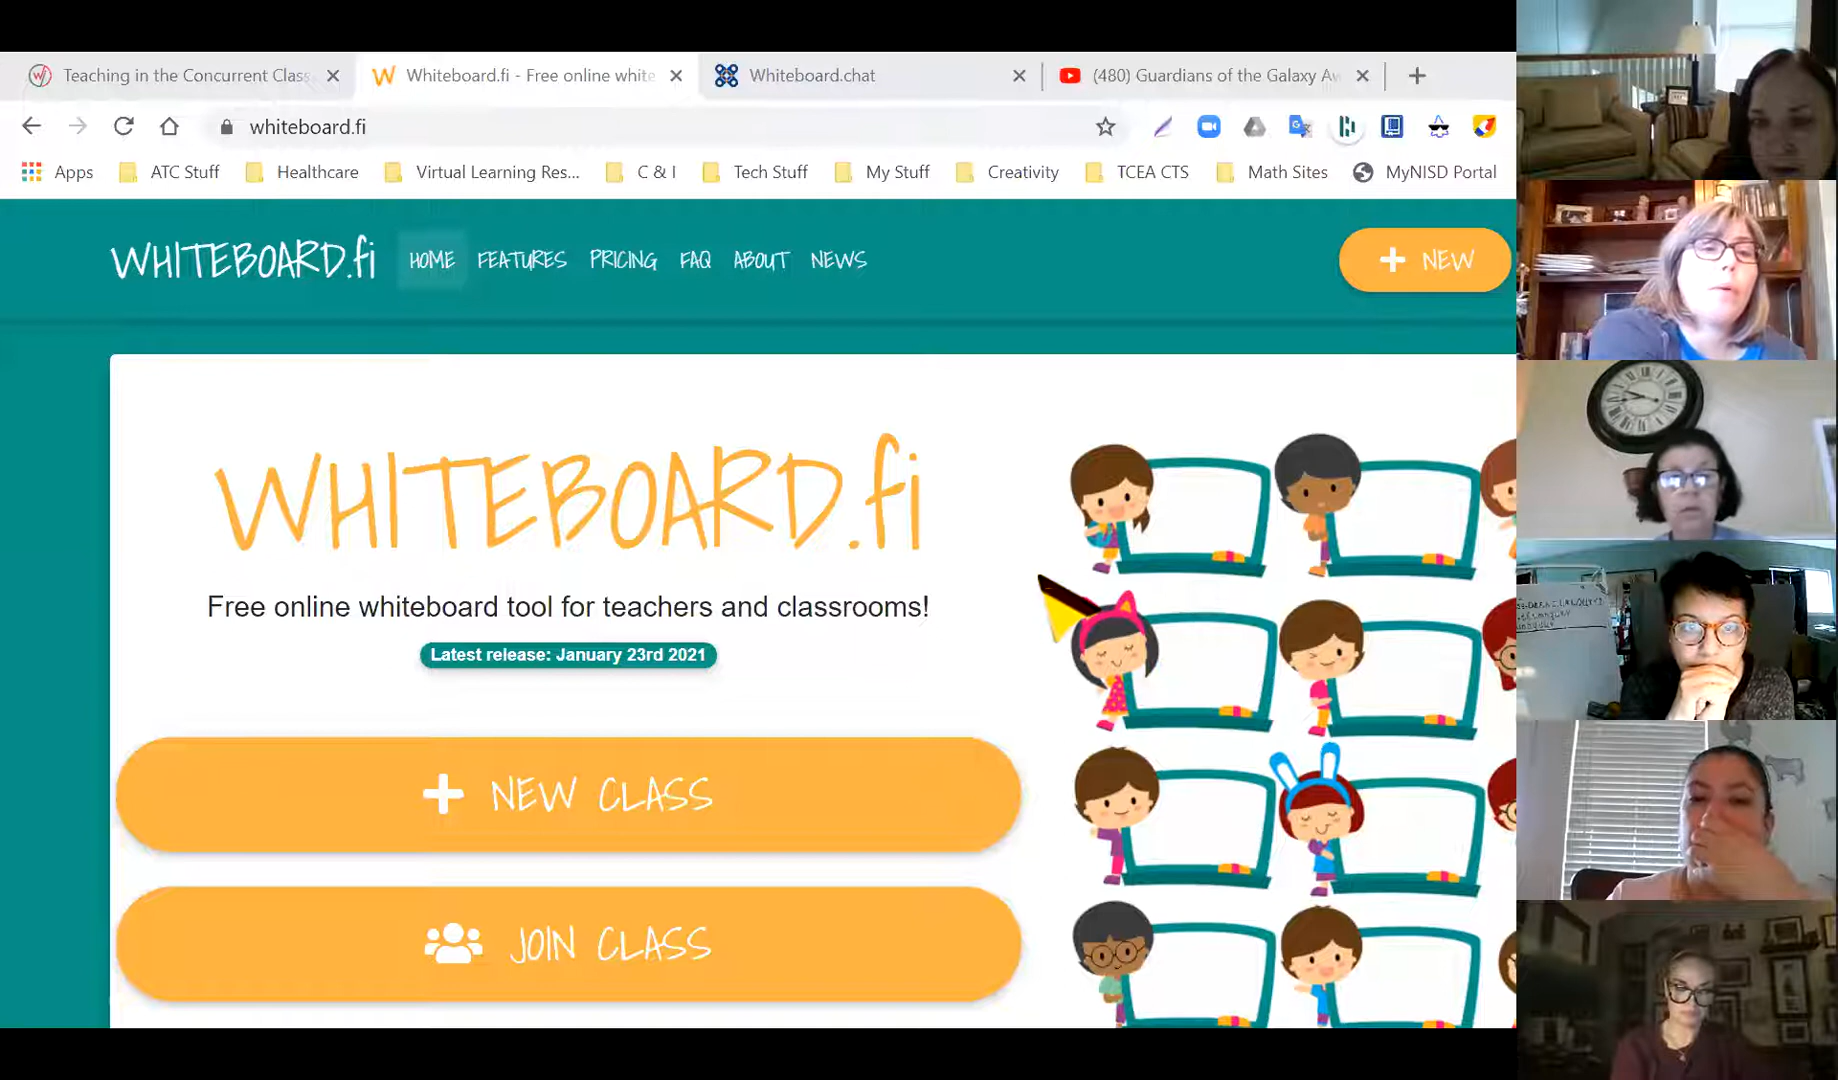 Teaching in the Concurrent Class
Whiteboard.fi - Free online white
Whiteboard.chat
(480) Guardians of the Galaxy Aw
whiteboard.fi
Apps
ATC Stuff
Healthcare
Virtual Learning Res...
C & I
Tech Stuff
My Stuff
Creativity
TCEA CTS
Math Sites
MyNISD Portal
WHITEBOARD.fi
HOME
FEATURES
PRICING
FAQ
ABOUT
NEWS
NEW
WHITEBOARD.fi
Free online whiteboard tool for teachers and classrooms!
Latest release: January 23rd 2021
NEW CLASS
JOIN CLASS